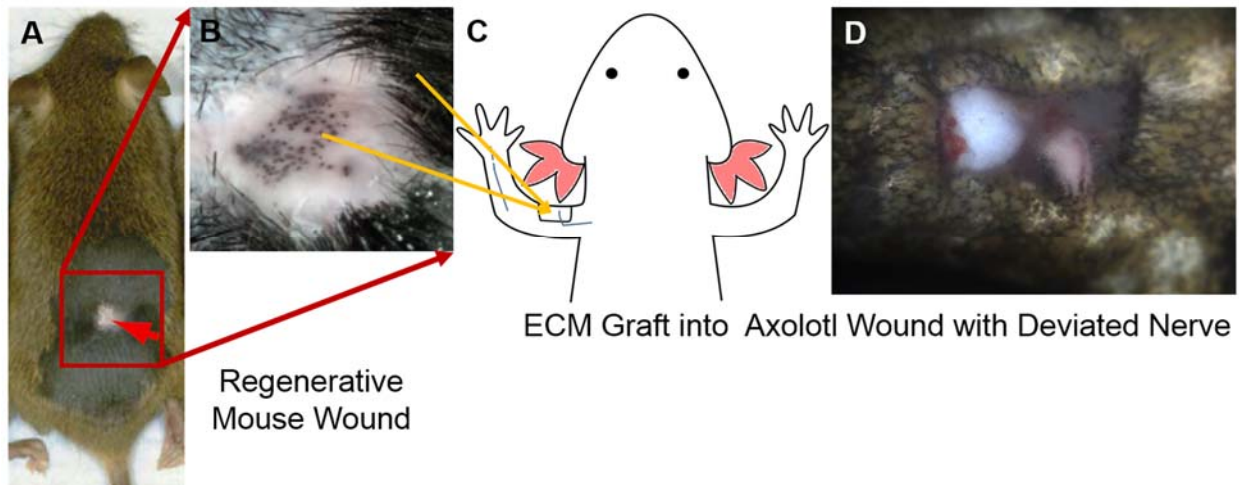 A
B
C
D
ECM Graft into Axolotl Wound with Deviated Nerve
Regenerative
Mouse Wound